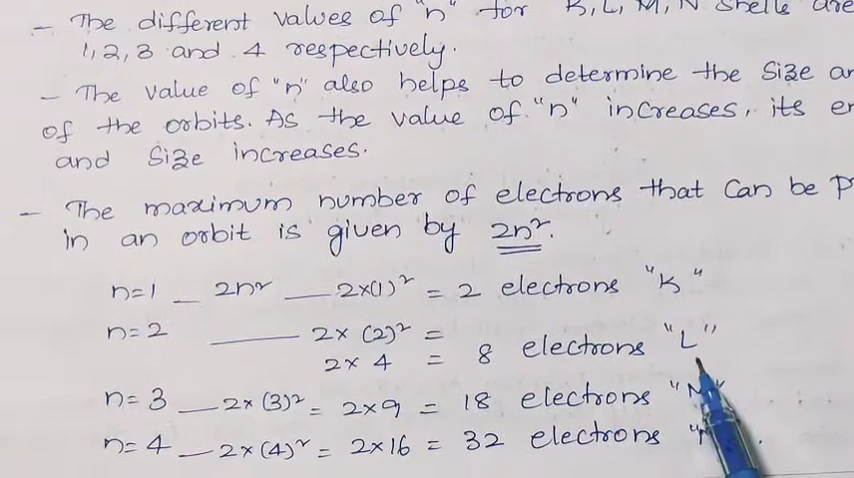 - The different values of "n" for K, L, M, N shells are
1, 2, 3 and 4 respectively.
- The value of "n" also helps to determine the size
of the orbits. As the value of "n" increases, its
and size increases.
- The maximum number of electrons that can be
in an orbit is given by 2n².
n=1 - 2n² - 2×(1)² = 2 electrons "K"
n=2 - 2×(2)² =
2×4 = 8 electrons "L"
n=3 - 2×(3)² = 2×9 = 18 electrons "M"
n=4 - 2×(4)² = 2×16 = 32 electrons